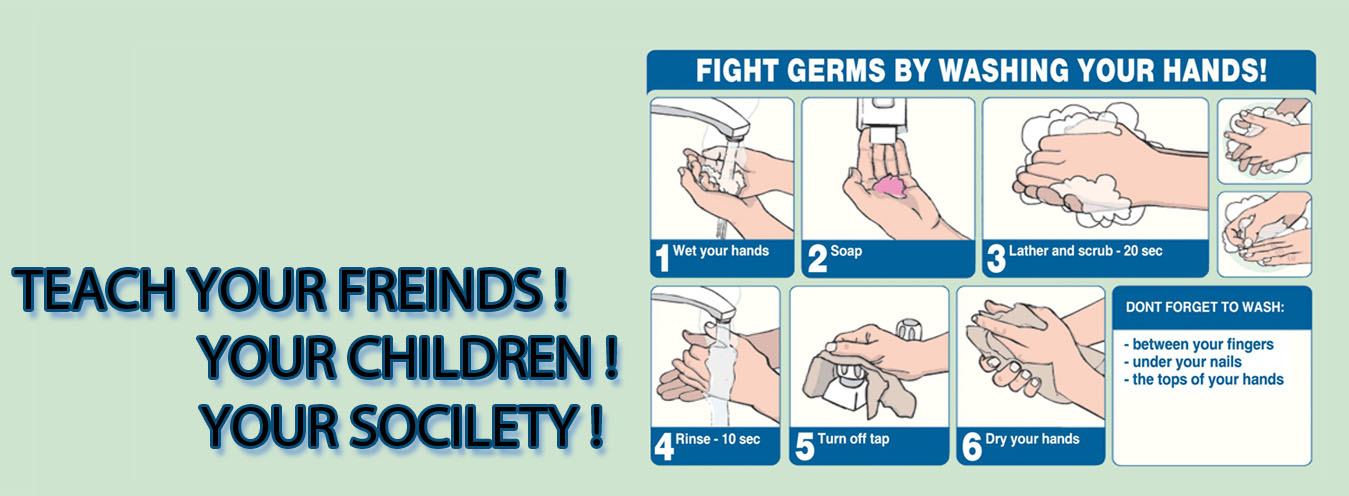 TEACH YOUR FREINDS !
YOUR CHILDREN !
YOUR SOCILETY !
FIGHT GERMS BY WASHING YOUR HANDS!
1 Wet your hands
2 Soap
3 Lather and scrub - 20 sec
4 Rinse - 10 sec
5 Turn off tap
6 Dry your hands
DONT FORGET TO WASH:
- between your fingers
- under your nails
- the tops of your hands